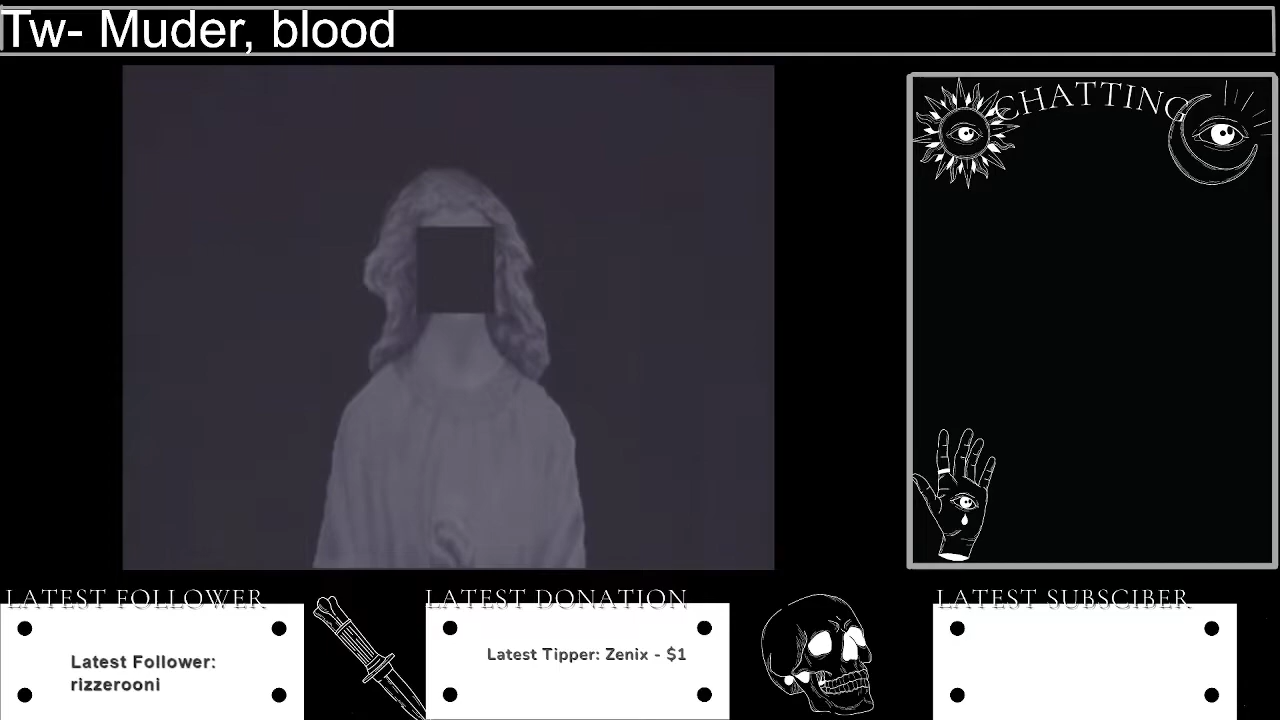 Tw- Muder, blood
CHATTING
LATEST FOLLOWER
LATEST DONATION
LATEST SUBSCIBER
Latest Follower:
rizzerooni
Latest Tipper: Zenix - $1